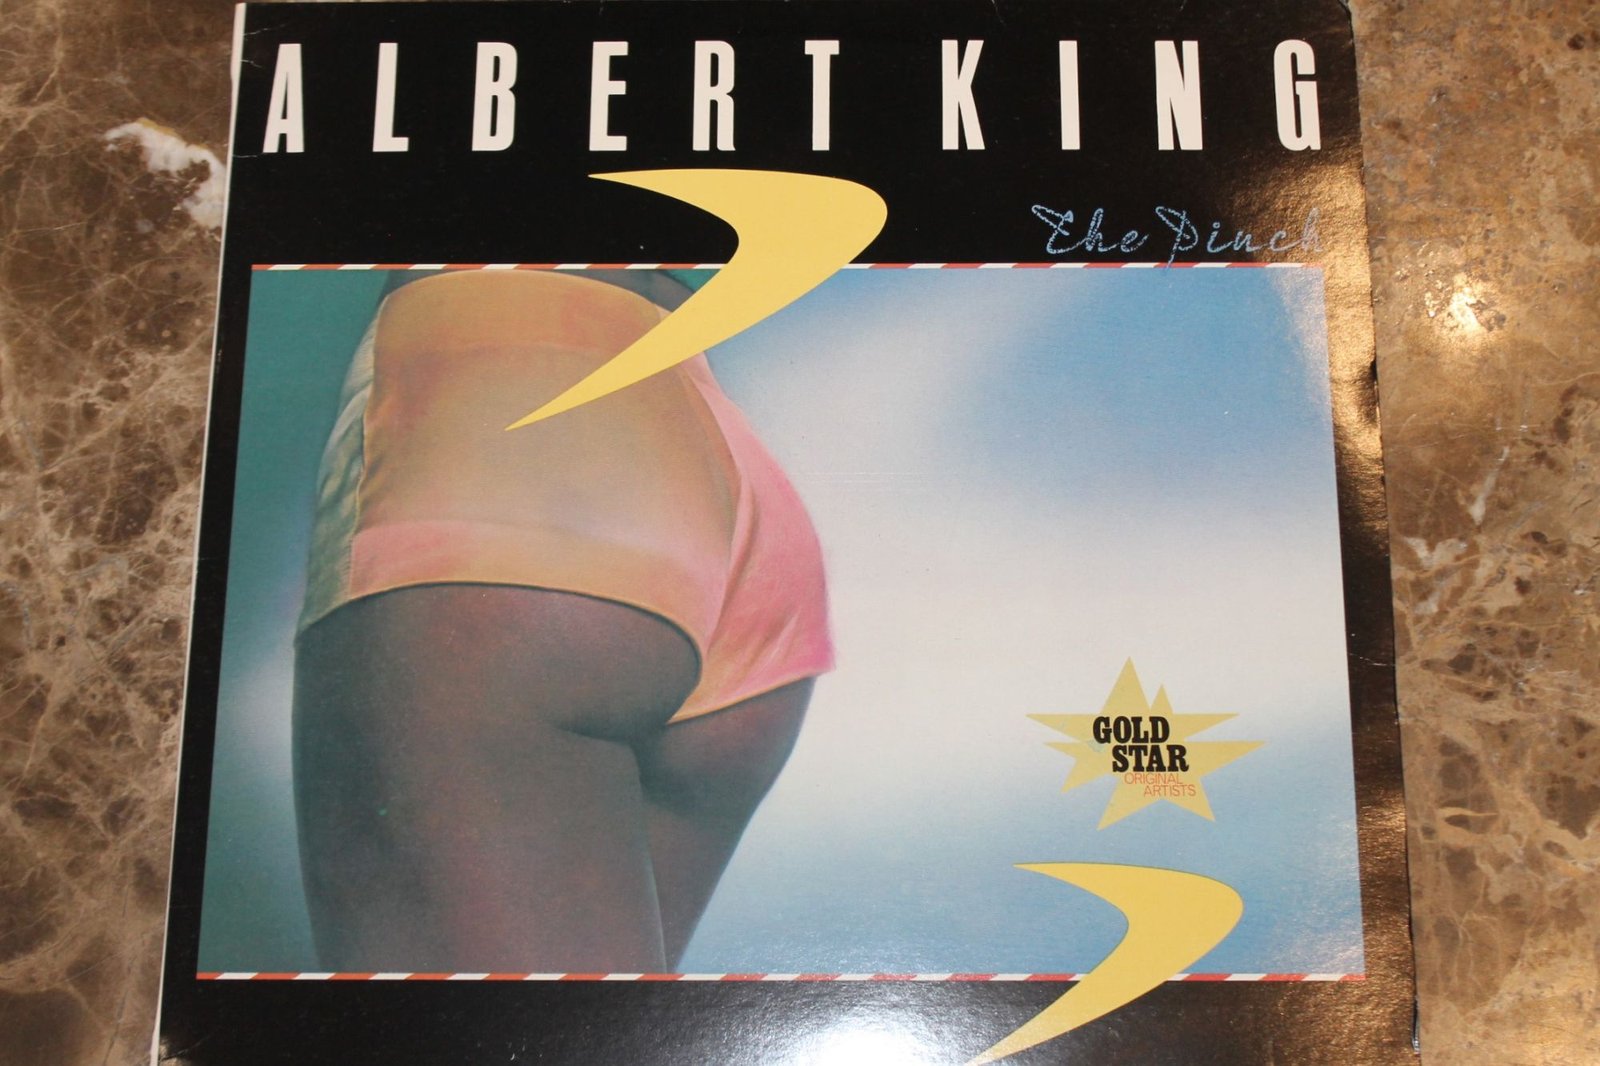 ALBERT KING
The Pinch
GOLD
STAR
ORIGINAL
ARTISTS